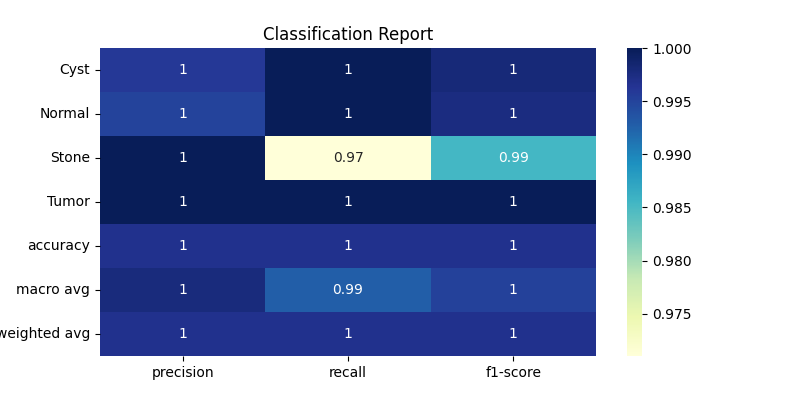 Classification Report
Cyst 1 1 1 1.000
Normal 1 1 1 0.995
Stone 1 0.97 0.99 0.990
Tumor 1 1 1 0.985
accuracy 1 1 1 0.980
macro avg 1 0.99 1 0.975
weighted avg 1 1 1
precision recall f1-score